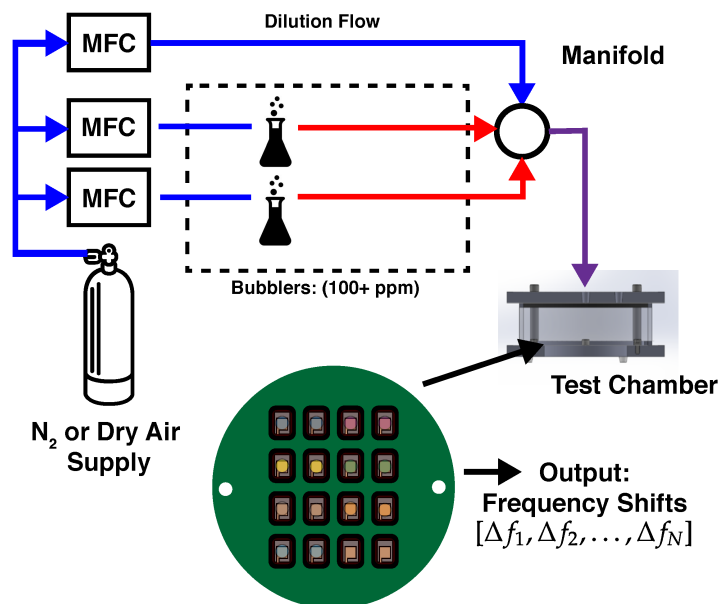 Dilution Flow
MFC
Manifold
MFC
MFC
Bubblers: (100+ ppm)
Test Chamber
N₂ or Dry Air
Supply
Output:
Frequency Shifts
[Δf₁, Δf₂, . . . , Δf_N]